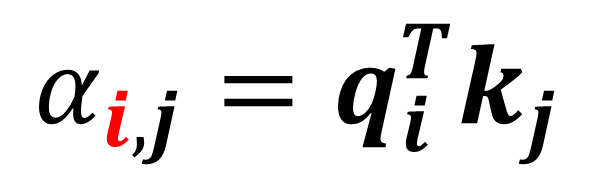 α_{i,j} = q_i^T k_j